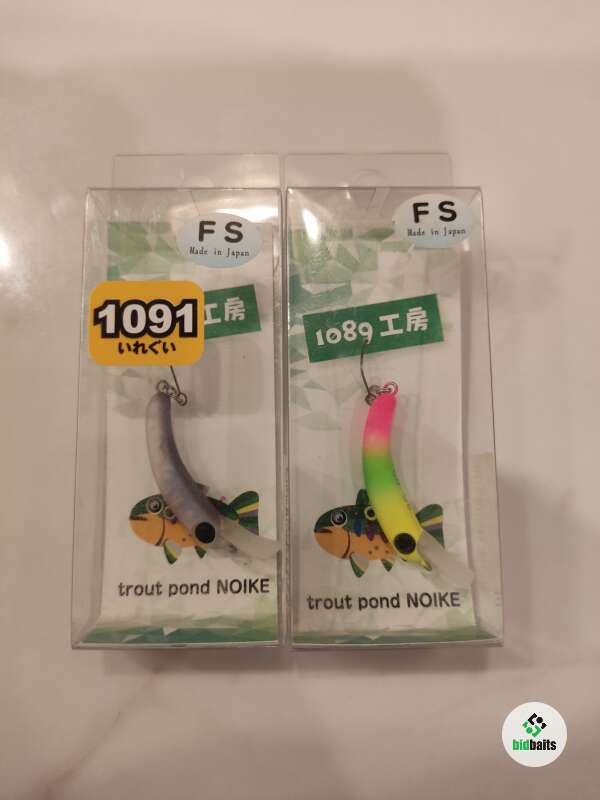 FS
Made in Japan
1091
いれぐい
工房
trout pond NOIKE
FS
Made in Japan
1089 工房
trout pond NOIKE
bidbaits